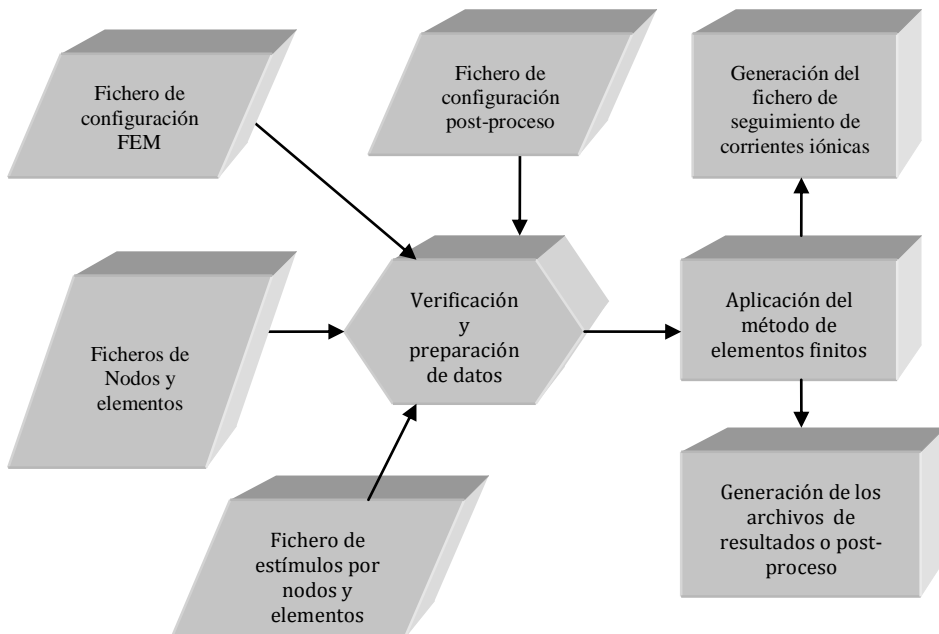 Fichero de
configuración
FEM
Fichero de
configuración
post-proceso
Generación del
fichero de
seguimiento de
corrientes iónicas
Ficheros de
Nodos y
elementos
Verificación
y
preparación
de datos
Aplicación del
método de
elementos finitos
Fichero de
estímulos por
nodos y
elementos
Generación de los
archivos de
resultados o post-
proceso